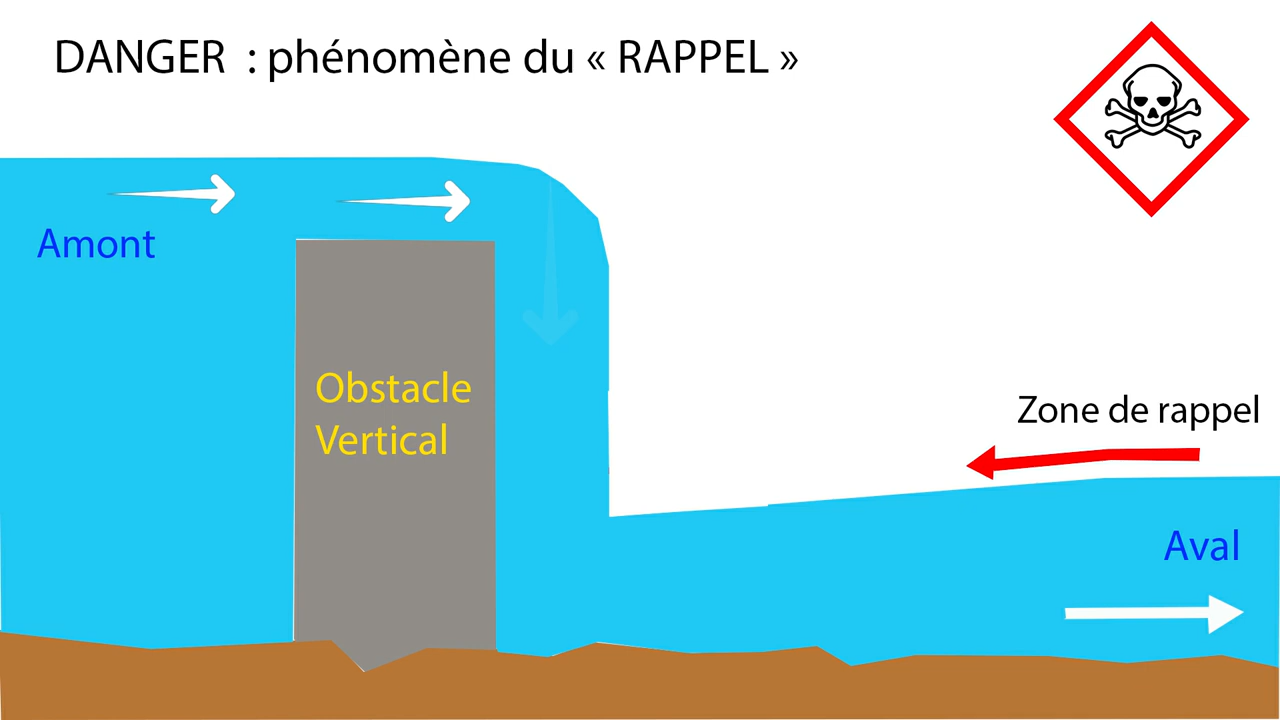 DANGER : phénomène du « RAPPEL »
Amont
Obstacle
Vertical
Zone de rappel
Aval